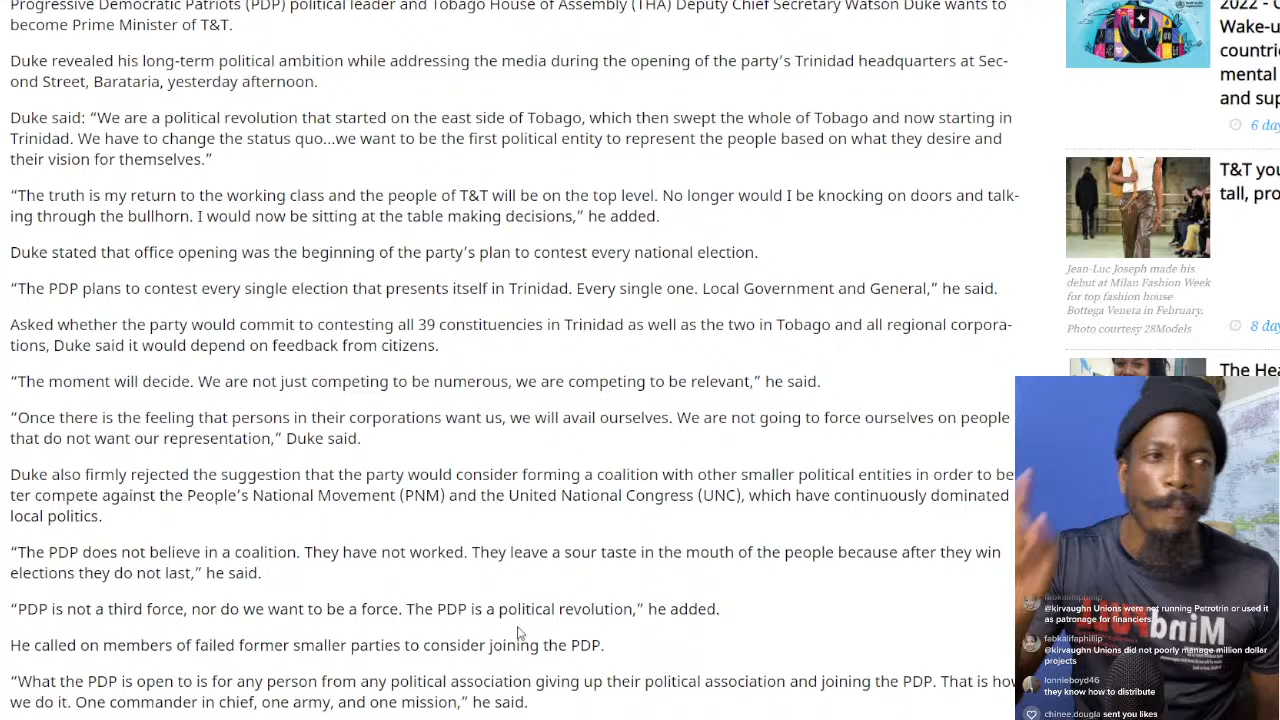 Progressive Democratic Patriots (PDP) political leader and Tobago House of Assembly (THA) Deputy Chief Secretary Watson Duke wants to
become Prime Minister of T&T.
Duke revealed his long-term political ambition while addressing the media during the opening of the party’s Trinidad headquarters at Sec-
ond Street, Barataria, yesterday afternoon.
Duke said: “We are a political revolution that started on the east side of Tobago, which then swept the whole of Tobago and now starting in
Trinidad. We have to change the status quo...we want to be the first political entity to represent the people based on what they desire and
their vision for themselves.”
“The truth is my return to the working class and the people of T&T will be on the top level. No longer would I be knocking on doors and talk-
ing through the bullhorn. I would now be sitting at the table making decisions,” he added.
Duke stated that office opening was the beginning of the party’s plan to contest every national election.
“The PDP plans to contest every single election that presents itself in Trinidad. Every single one. Local Government and General,” he said.
Asked whether the party would commit to contesting all 39 constituencies in Trinidad as well as the two in Tobago and all regional corpora-
tions, Duke said it would depend on feedback from citizens.
“The moment will decide. We are not just competing to be numerous, we are competing to be relevant,” he said.
“Once there is the feeling that persons in their corporations want us, we will avail ourselves. We are not going to force ourselves on people
that do not want our representation,” Duke said.
Duke also firmly rejected the suggestion that the party would consider forming a coalition with other smaller political entities in order to be
ter compete against the People’s National Movement (PNM) and the United National Congress (UNC), which have continuously dominated
local politics.
“The PDP does not believe in a coalition. They have not worked. They leave a sour taste in the mouth of the people because after they win
elections they do not last,” he said.
“PDP is not a third force, nor do we want to be a force. The PDP is a political revolution,” he added.
He called on members of failed former smaller parties to consider joining the PDP.
“What the PDP is open to is for any person from any political association giving up their political association and joining the PDP. That is how
we do it. One commander in chief, one army, and one mission,” he said.
2022 -
Wake-u
countri
mental
and sup
6 day
T&T you
tall, pro
Jean-Luc Joseph made his
debut at Milan Fashion Week
for top fashion house
Bottega Veneta in February.
Photo courtesy 28Models
8 day
The Hea
fabkalifaphillip
@kirvaughn Unions were not running Petrotrin or used it
as patronage for financiers
fabkalifaphillip
@kirvaughn Unions did not poorly manage million dollar
projects
lonnieboyd46
they know how to distribute
chinee.dougla sent you likes